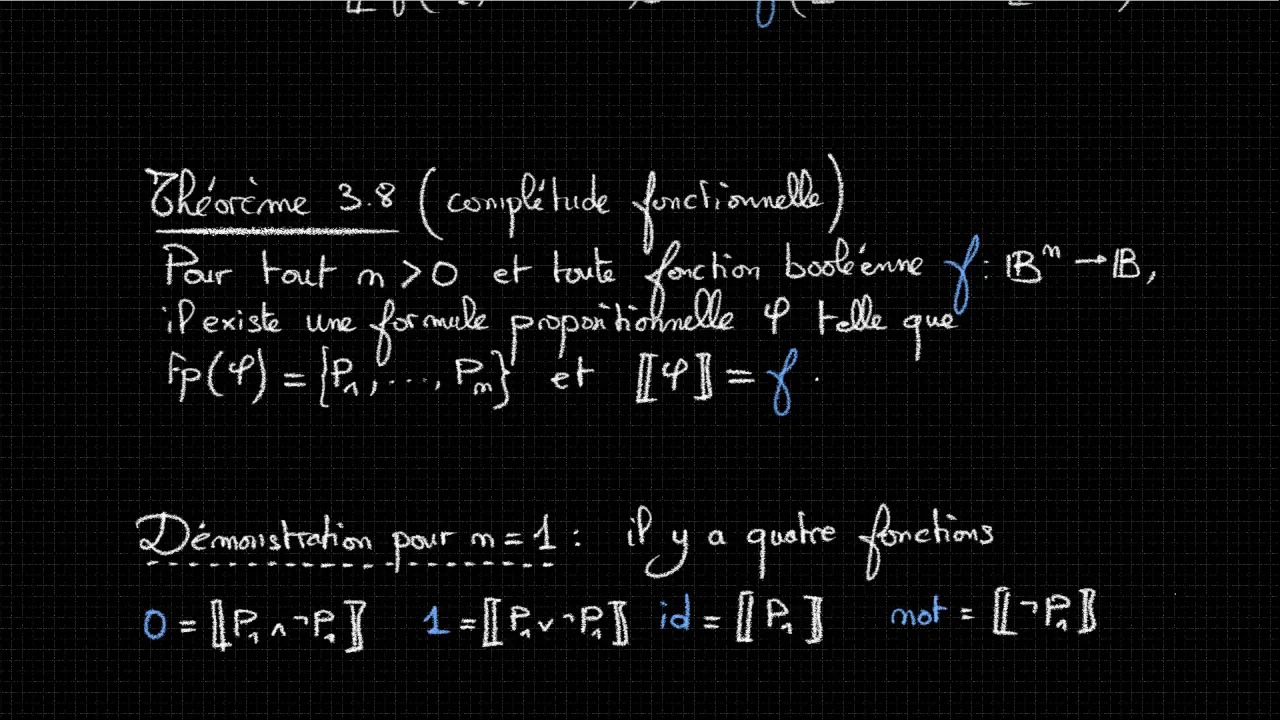 Théorème 3.8 (complétude fonctionnelle)
Pour tout n > 0 et toute fonction booléenne f : 𝔹ⁿ → 𝔹,
il existe une formule propositionnelle φ telle que
Fp(φ) = {P₁, ..., Pₙ} et ⟦φ⟧ = f.
Démonstration pour n = 1 : il y a quatre fonctions
0 = ⟦P₁ ∧ ¬P₁⟧ 1 = ⟦P₁ ∨ ¬P₁⟧ id = ⟦P₁⟧ not = ⟦¬P₁⟧